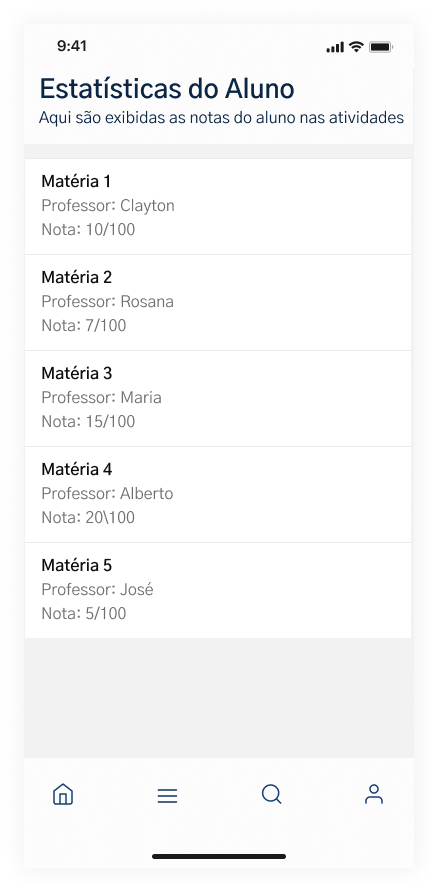 9:41
Estatísticas do Aluno
Aqui são exibidas as notas do aluno nas atividades
Matéria 1
Professor: Clayton
Nota: 10/100
Matéria 2
Professor: Rosana
Nota: 7/100
Matéria 3
Professor: Maria
Nota: 15/100
Matéria 4
Professor: Alberto
Nota: 20\100
Matéria 5
Professor: José
Nota: 5/100